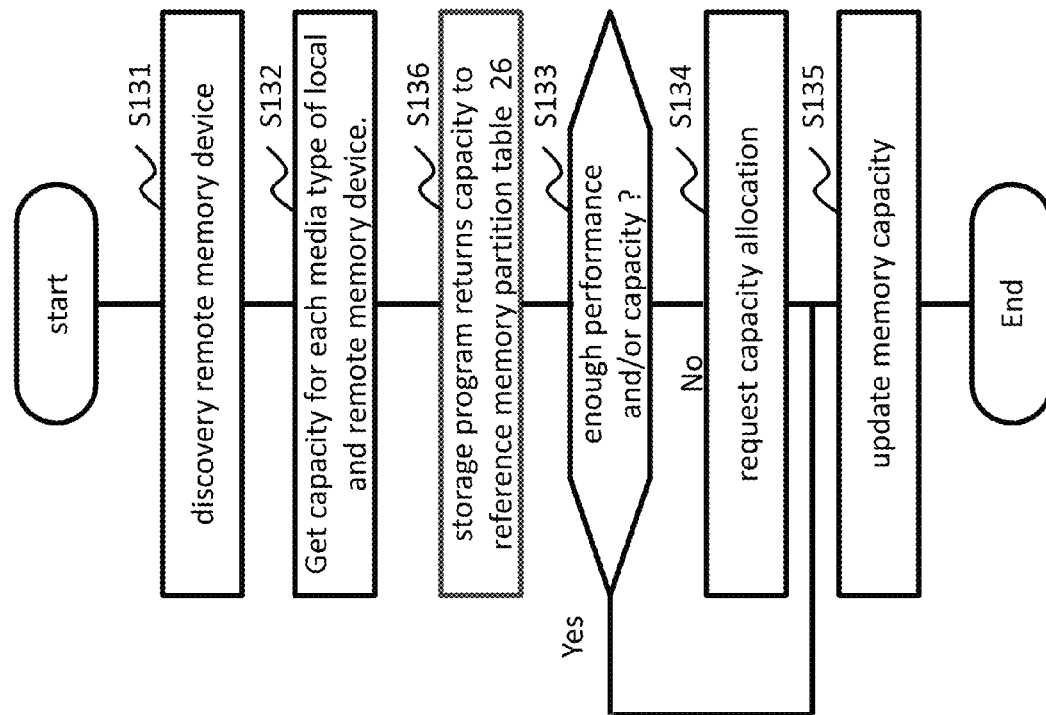 start
S131
discovery remote memory device
S132
Get capacity for each media type of local
and remote memory device.
S136
storage program returns capacity to
reference memory partition table 26
S133
enough performance
and/or capacity ?
Yes
No
S134
request capacity allocation
S135
update memory capacity
End